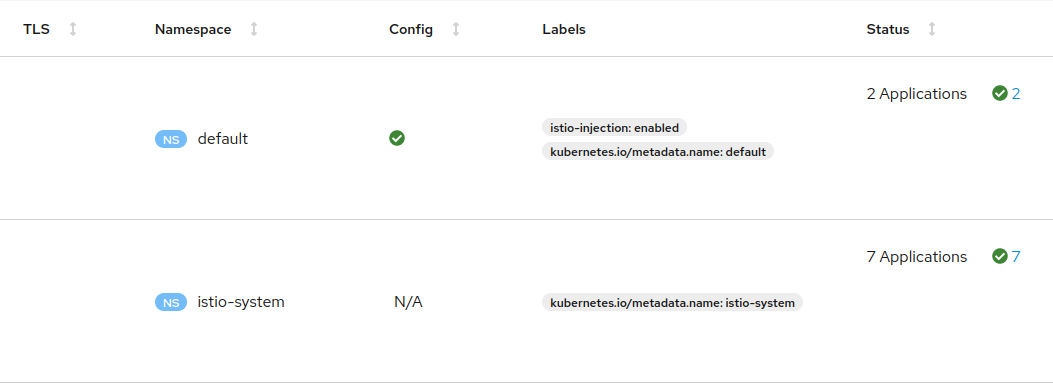 TLS Namespace Config Labels Status
2 Applications 2
NS default
istio-injection: enabled
kubernetes.io/metadata.name: default
7 Applications 7
NS istio-system N/A kubernetes.io/metadata.name: istio-system